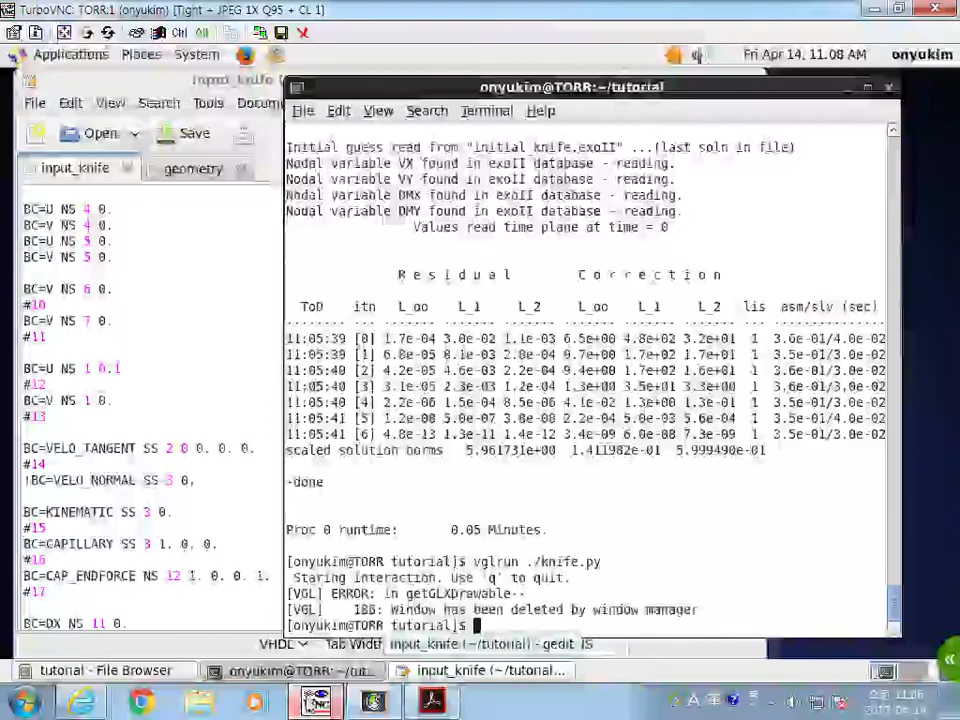 TurboVNC: TORR:1 (onyukim) [Tight + JPEG 1X Q95 + CL 1]
Ctrl Alt
Applications Places System
Fri Apr 14, 11:08 AM onyukim
input_knife
File Edit View Search Tools Docum
Open Save
input_knife geometry
BC=U NS 4 0.
BC=V NS 4 0.
BC=U NS 5 0.
BC=V NS 5 0.
BC=V NS 6 0.
#10
BC=V NS 7 0.
#11
BC=U NS 1 0.1
#12
BC=V NS 1 0.
#13
BC=VELO_TANGENT SS 2 0 0. 0. 0.
#14
!BC=VELO_NORMAL SS 3 0.
BC=KINEMATIC SS 3 0.
#15
BC=CAPILLARY SS 3 1. 0. 0.
#16
BC=CAP_ENDFORCE NS 12 1. 0. 0. 1.
#17
BC=DX NS 11 0.
onyukim@TORR:~/tutorial
File Edit View Search Terminal Help
Initial guess read from "initial_knife.exoII" ...(last soln in file)
Nodal variable VX found in exoII database - reading.
Nodal variable VY found in exoII database - reading.
Nodal variable DMX found in exoII database - reading.
Nodal variable DMY found in exoII database - reading.
Values read time plane at time = 0
R e s i d u a l C o r r e c t i o n
ToD itn L_oo L_1 L_2 L_oo L_1 L_2 lis asm/slv (sec)
11:05:39 [0] 1.7e-04 3.0e-02 1.1e-03 6.5e+00 4.8e+02 3.2e+01 1 3.6e-01/4.0e-02
11:05:39 [1] 6.8e-05 8.1e-03 2.8e-04 9.7e+00 1.7e+02 1.7e+01 1 3.5e-01/3.0e-02
11:05:40 [2] 4.2e-05 4.6e-03 2.2e-04 9.4e+00 1.7e+02 1.6e+01 1 3.6e-01/3.0e-02
11:05:40 [3] 3.1e-05 2.3e-03 1.2e-04 1.3e+00 3.5e+01 3.3e+00 1 3.6e-01/3.0e-02
11:05:40 [4] 2.2e-06 1.5e-04 8.5e-06 4.1e-02 1.3e+00 1.3e-01 1 3.5e-01/3.0e-02
11:05:41 [5] 1.2e-08 5.0e-07 3.8e-08 2.2e-04 5.0e-03 5.6e-04 1 3.5e-01/3.0e-02
11:05:41 [6] 4.8e-13 1.3e-11 1.4e-12 3.4e-09 6.0e-08 7.3e-09 1 3.5e-01/3.0e-02
scaled solution norms 5.961731e+00 1.411982e-01 5.999490e-01
-done
Proc 0 runtime: 0.05 Minutes.
[onyukim@TORR tutorial]$ vglrun ./knife.py
Staring interaction. Use 'q' to quit.
[VGL] ERROR: in getGLXDrawable--
[VGL] 186: Window has been deleted by window manager
[onyukim@TORR tutorial]$
VHDL Tab Width input_knife (~/tutorial) - gedit
tutorial - File Browser onyukim@TORR:~/tut... input_knife (~/tutorial...